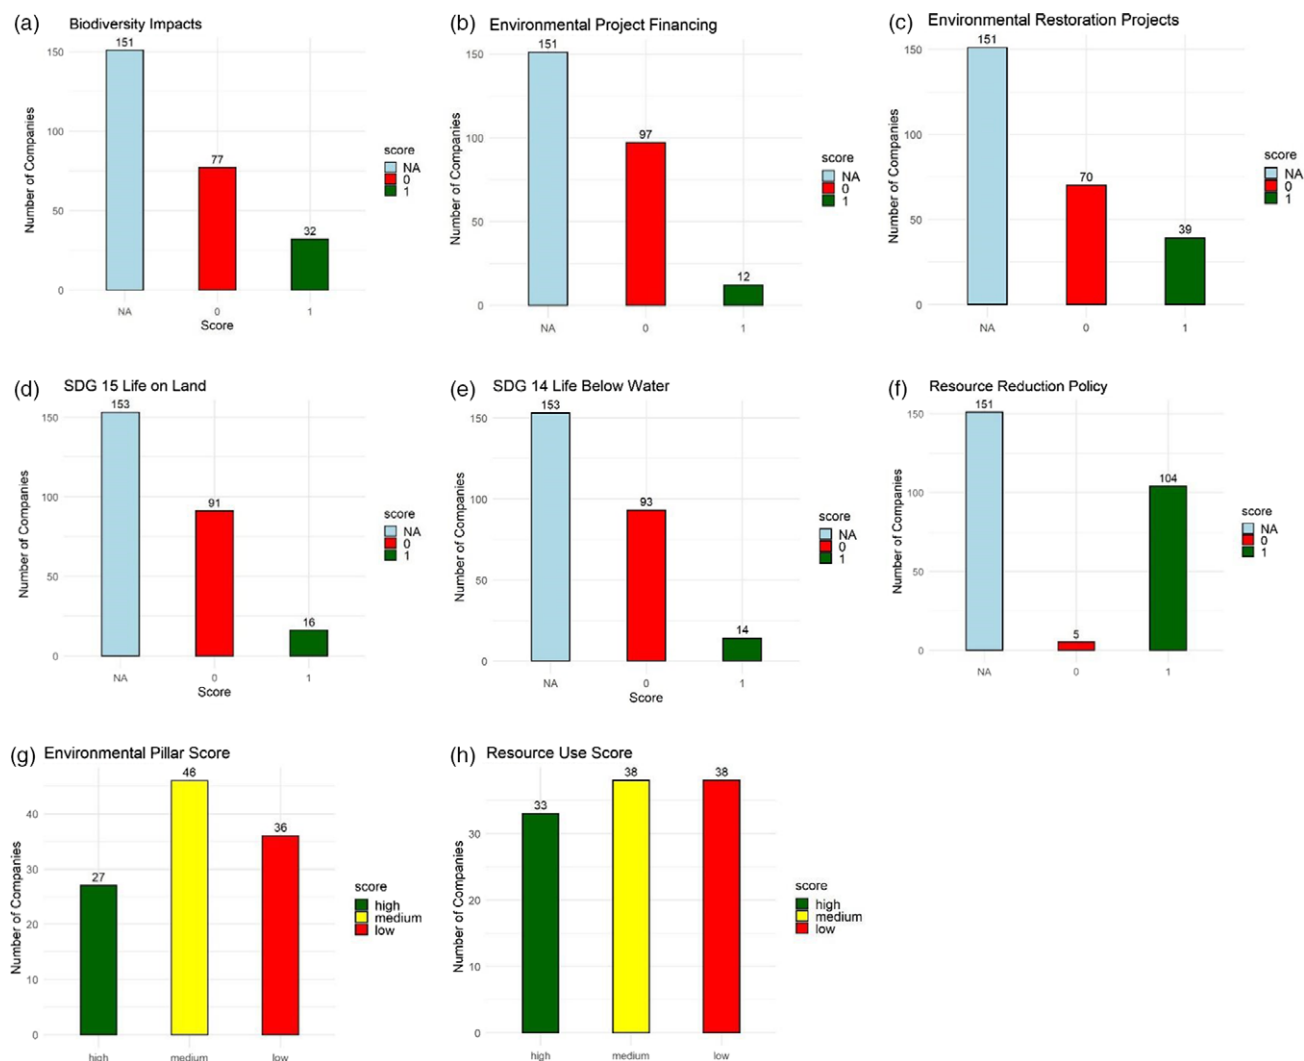 (a) Biodiversity Impacts
151
150
100
77
50
32
0
Number of Companies
NA 0 1
Score
score
NA
0
1
(b) Environmental Project Financing
151
150
100
97
50
12
0
Number of Companies
NA 0 1
score
NA
0
1
(c) Environmental Restoration Projects
151
150
100
70
50
39
0
Number of Companies
NA 0 1
score
NA
0
1
(d) SDG 15 Life on Land
153
150
100
91
50
16
0
Number of Companies
NA 0 1
Score
score
NA
0
1
(e) SDG 14 Life Below Water
153
150
100
93
50
14
0
Number of Companies
NA 0 1
Score
score
NA
0
1
(f) Resource Reduction Policy
151
150
104
100
50
5
0
Number of Companies
NA 0 1
score
NA
0
1
(g) Environmental Pillar Score
46
40
36
30
27
20
10
0
Number of Companies
high medium low
score
high
medium
low
(h) Resource Use Score
38 38
33
30
20
10
0
Number of Companies
high medium low
score
high
medium
low